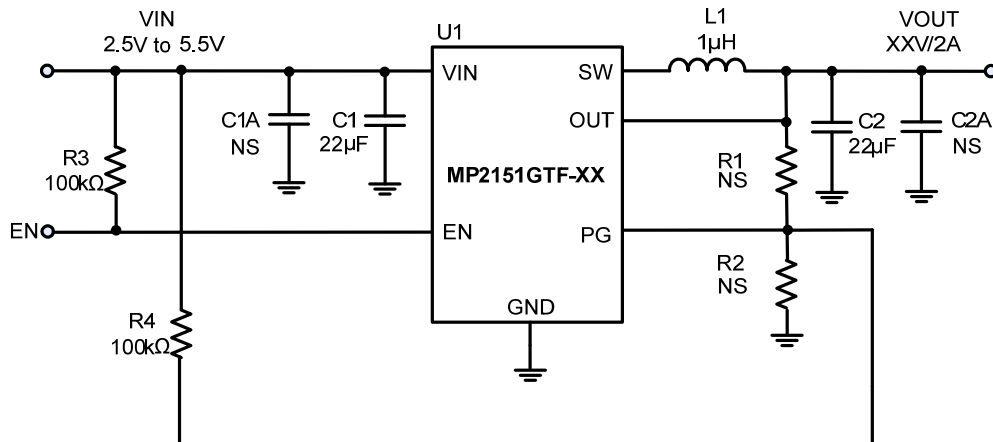 VIN
2.5V to 5.5V
U1
L1
1µH
VOUT
XXV/2A
VIN
SW
C1A
NS
C1
22µF
OUT
C2
22µF
C2A
NS
R3
100kΩ
MP2151GTF-XX
R1
NS
EN
EN
PG
R2
NS
GND
R4
100kΩ